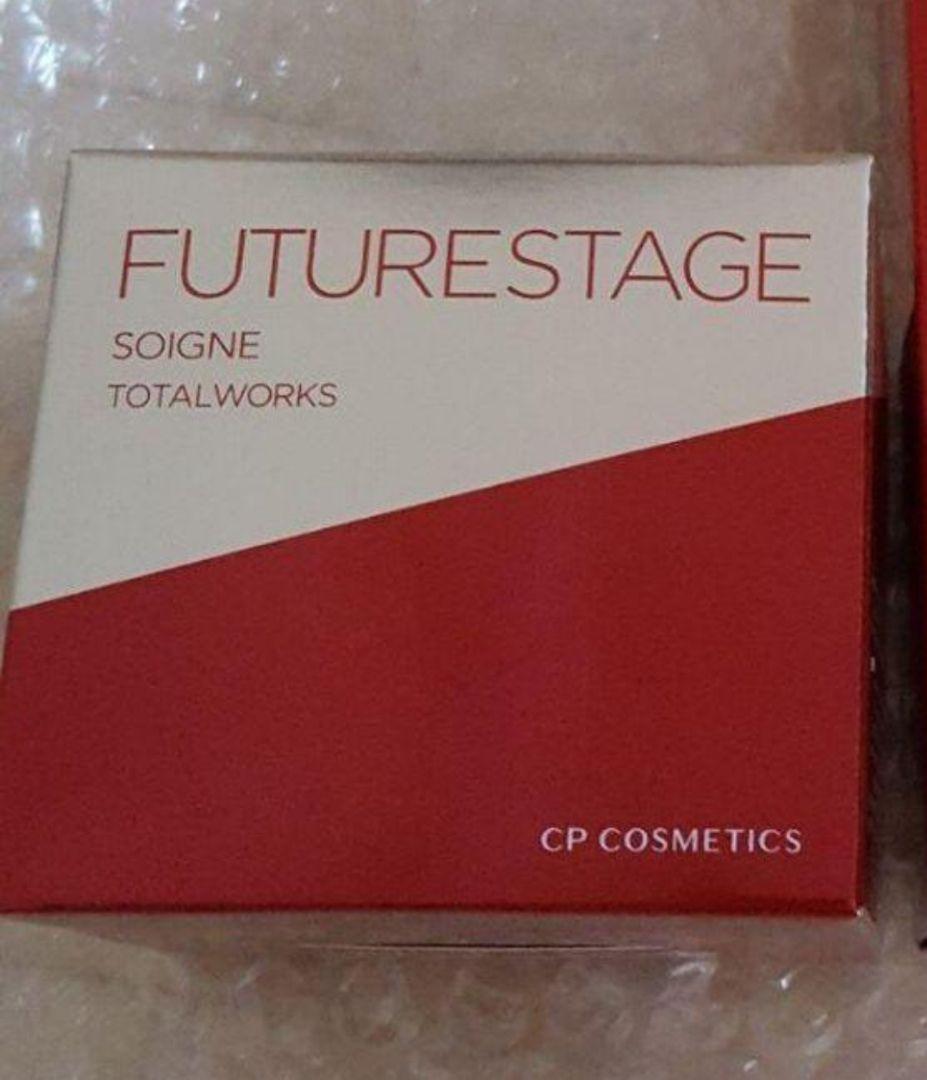 FUTURESTAGE
SOIGNE
TOTALWORKS
CP COSMETICS